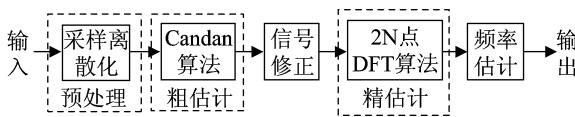 输
入
采样离
散化
预处理
Candan
算法
粗估计
信号
修正
2N点
DFT算法
精估计
频率
估计
输
出